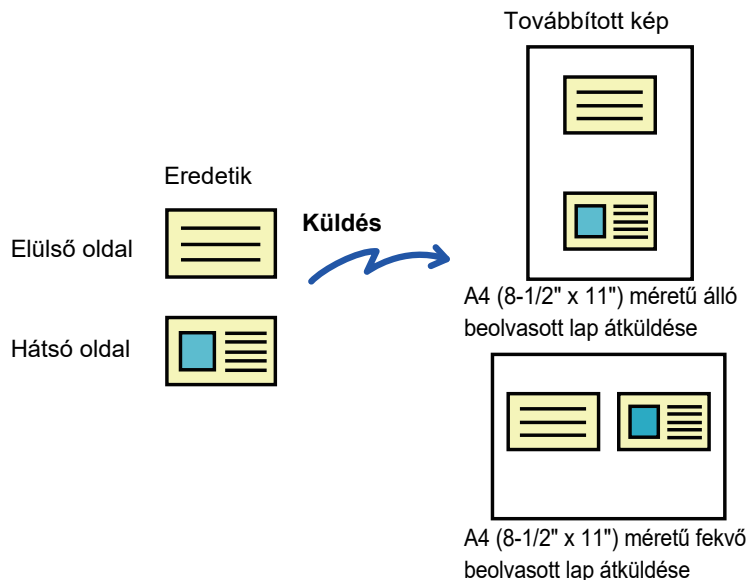 Továbbított kép
Eredetik
Elülső oldal
Küldés
Hátsó oldal
A4 (8-1/2" x 11") méretű álló
beolvasott lap átküldése
A4 (8-1/2" x 11") méretű fekvő
beolvasott lap átküldése